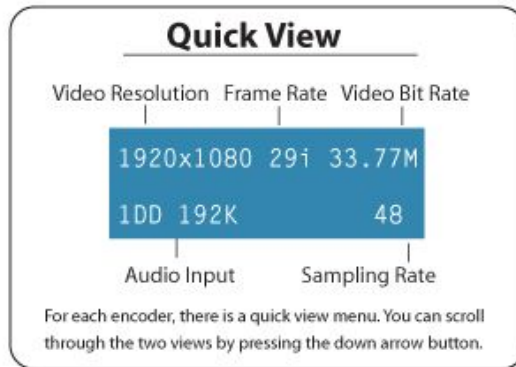 Quick View
Video Resolution Frame Rate Video Bit Rate
1920x1080 29i 33.77M
1DD 192K 48
Audio Input Sampling Rate
For each encoder, there is a quick view menu. You can scroll
through the two views by pressing the down arrow button.